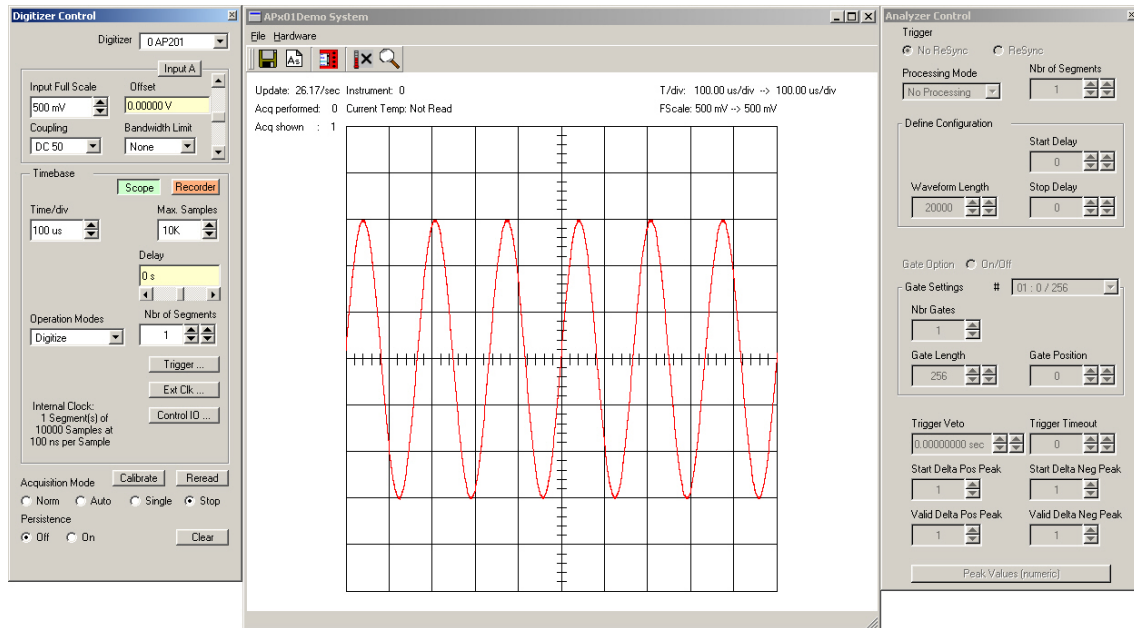 Digitizer Control
Digitizer 0 AP201
Input A
Input Full Scale Offset
500 mV 0.00000 V
Coupling Bandwidth Limit
DC 50 None
Timebase
Scope Recorder
Time/div Max. Samples
100 us 10K
Delay
0 s
Operation Modes Nbr of Segments
Digitize 1
Trigger ...
Ext Clk ...
Control IO ...
Internal Clock:
1 Segment(s) of
10000 Samples at
100 ns per Sample
Acquisition Mode Calibrate Reread
Norm Auto Single Stop
Persistence
Off On Clear
APx01Demo System
File Hardware
As
Update: 26.17/sec Instrument: 0 T/div: 100.00 us/div --> 100.00 us/div
Acq performed: 0 Current Temp: Not Read FScale: 500 mV --> 500 mV
Acq shown : 1
Analyzer Control
Trigger
No ReSync ReSync
Processing Mode Nbr of Segments
No Processing 1
Define Configuration
Start Delay
0
Waveform Length Stop Delay
20000 0
Gate Option On/Off
Gate Settings # 01 : 0 / 256
Nbr Gates
1
Gate Length Gate Position
256 0
Trigger Veto Trigger Timeout
0.00000000 sec 0
Start Delta Pos Peak Start Delta Neg Peak
1 1
Valid Delta Pos Peak Valid Delta Neg Peak
1 1
Peak Values (numeric)